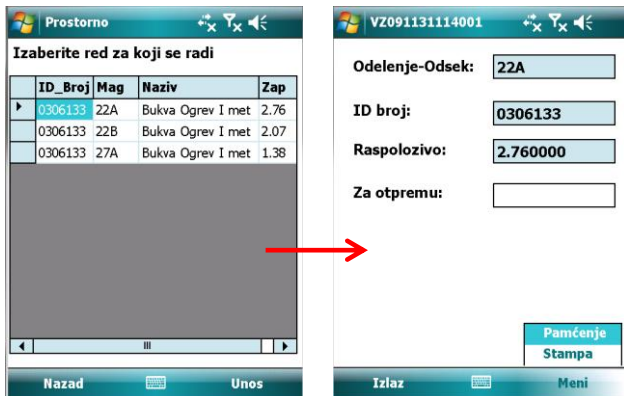 Prostorno
Izaberite red za koji se radi
ID_Broj Mag Naziv Zap
0306133 22A Bukva Ogrev I met 2.76
0306133 22B Bukva Ogrev I met 2.07
0306133 27A Bukva Ogrev I met 1.38
Nazad Unos
VZ091131114001
Odelenje-Odsek: 22A
ID broj: 0306133
Raspolozivo: 2.760000
Za otpremu:
Pamćenje
Stampa
Izlaz Meni